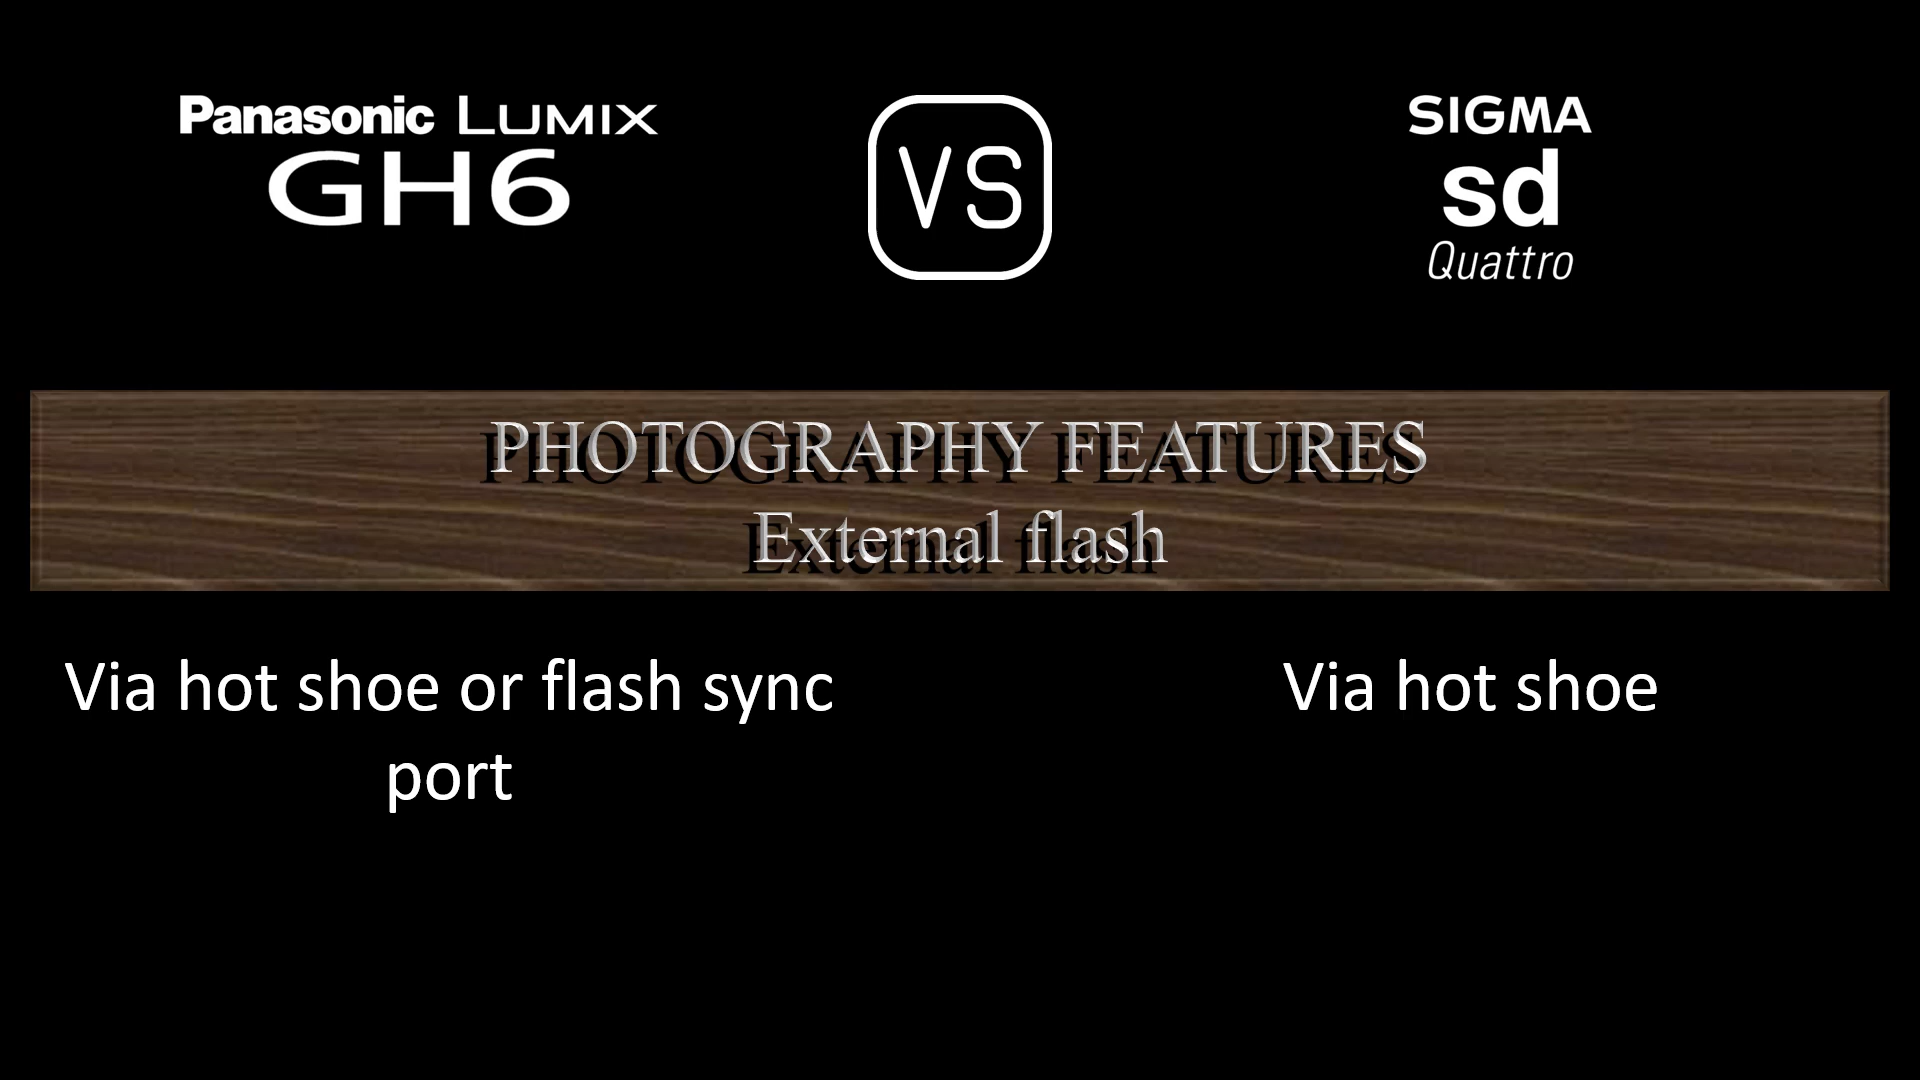 Panasonic LUMIX
GH6
VS
SIGMA
sd
Quattro
PHOTOGRAPHY FEATURES
External flash
Via hot shoe or flash sync
port
Via hot shoe